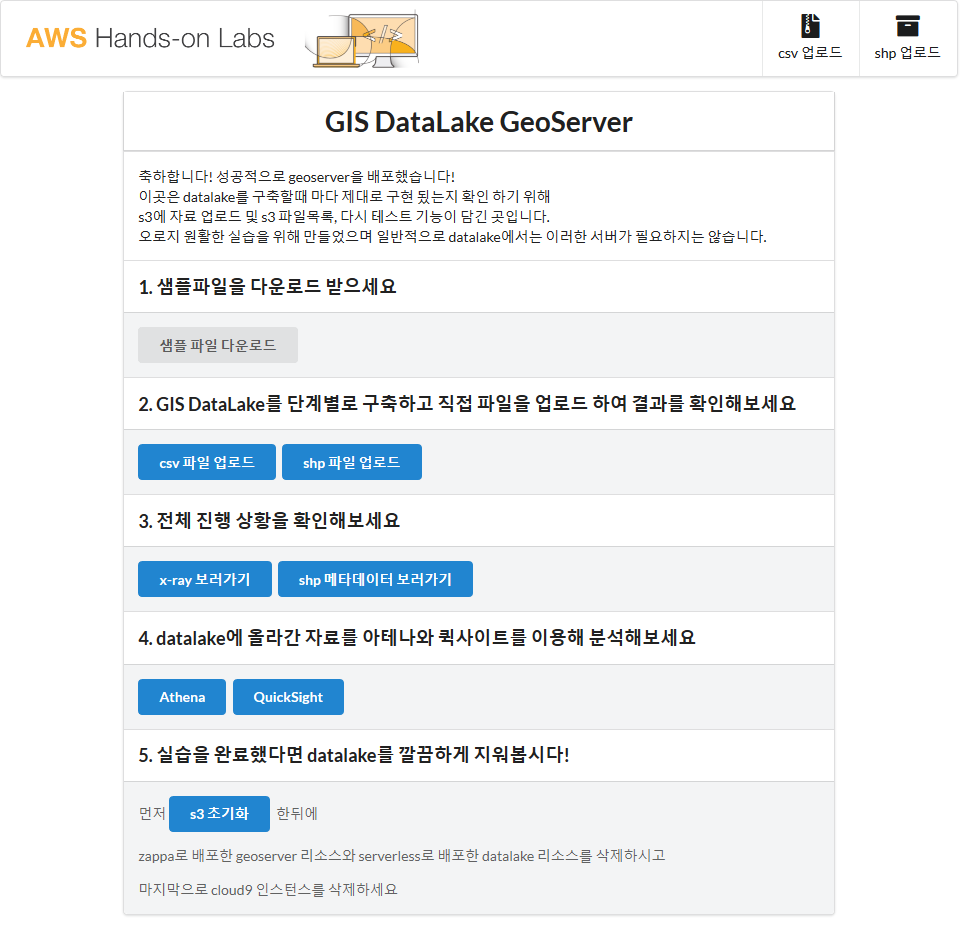 AWS Hands-on Labs
</>
csv 업로드
shp 업로드
GIS DataLake GeoServer
축하합니다! 성공적으로 geoserver을 배포했습니다!
이곳은 datalake를 구축할때 마다 제대로 구현 됬는지 확인 하기 위해
s3에 자료 업로드 및 s3 파일목록, 다시 테스트 기능이 담긴 곳입니다.
오로지 원활한 실습을 위해 만들었으며 일반적으로 datalake에서는 이러한 서버가 필요하지는 않습니다.
1. 샘플파일을 다운로드 받으세요
샘플 파일 다운로드
2. GIS DataLake를 단계별로 구축하고 직접 파일을 업로드 하여 결과를 확인해보세요
csv 파일 업로드
shp 파일 업로드
3. 전체 진행 상황을 확인해보세요
x-ray 보러가기
shp 메타데이터 보러가기
4. datalake에 올라간 자료를 아테나와 퀵사이트를 이용해 분석해보세요
Athena
QuickSight
5. 실습을 완료했다면 datalake를 깔끔하게 지워봅시다!
먼저 s3 초기화 한뒤에
zappa로 배포한 geoserver 리소스와 serverless로 배포한 datalake 리소스를 삭제하시고
마지막으로 cloud9 인스턴스를 삭제하세요